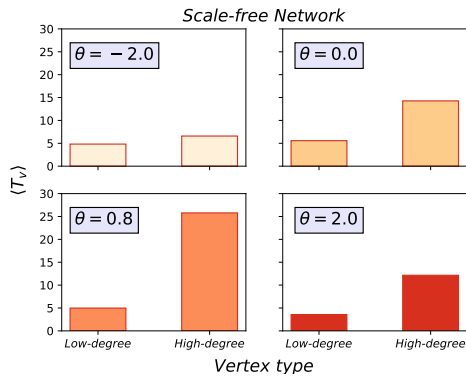 Scale-free Network
30
25
20
15
10
5
0
θ = −2.0
θ = 0.0
⟨T_v⟩
30
25
20
15
10
5
0
θ = 0.8
θ = 2.0
Low-degree High-degree Low-degree High-degree
Vertex type